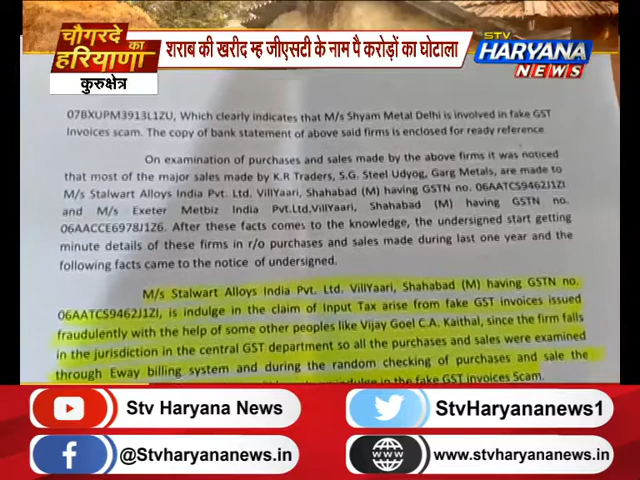 चौगरदे का
हरियाणा
कुरुक्षेत्र
शराब की खरीद म्ह जीएसटी के नाम पै करोड़ों का घोटाला
STV
HARYANA
NEWS
078XUPM3913L1ZU, Which clearly indicates that M/s Shyam Metal Delhi is involved in fake GST
Invoices scam. The copy of bank statement of above said firms is enclosed for ready reference
On examination of purchases and sales made by the above firms it was noticed
that most of the major sales made by K.R Traders, S.G. Steel Udyog, Garg Metals, are made to
M/s Stalwart Alloys India Pvt. Ltd. VillYaari, Shahabad (M) having GSTN no. 06AATCS9462J1ZI
and M/s Exeter Metbiz India Pvt.Ltd,VillYaari, Shahabad (M) having GSTN no.
06AACCE6978J1Z6. After these facts comes to the knowledge, the undersigned start getting
minute details of these firms in r/o purchases and sales made during last one year and the
following facts came to the notice of undersigned.
M/s Stalwart Alloys India Pvt. Ltd. VillYaari, Shahabad (M) having GSTN no.
06AATCS9462J1ZI, is indulge in the claim of Input Tax arise from fake GST invoices issued
fraudulently with the help of some other peoples like Vijay Goel C.A. Kaithal, since the firm falls
in the jurisdiction in the central GST department so all the purchases and sales were examined
through Eway billing system and during the random checking of purchases and sale the
indulge in the fake GST invoices Scam.
Stv Haryana News
StvHaryananews1
@Stvharyananews.in
www.stvharyananews.in